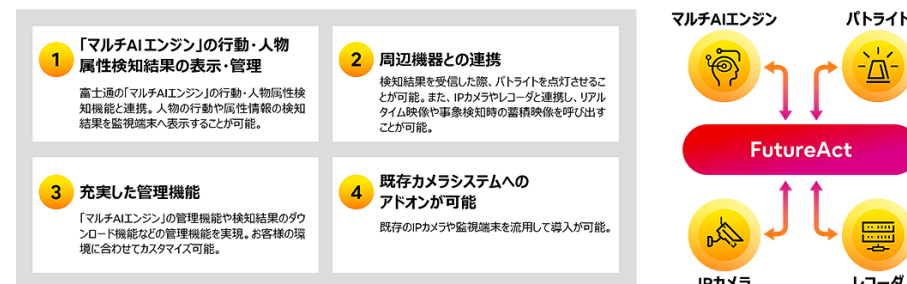 1 「マルチAIエンジン」の行動・人物
属性検知結果の表示・管理
富士通の「マルチAIエンジン」の行動・人物属性検
知機能と連携。人物の行動や属性情報の検知
結果を監視端末へ表示することが可能。
2 周辺機器との連携
検知結果を受信した際、パトライトを点灯させるこ
とが可能。また、IPカメラやレコーダと連携し、リアル
タイム映像や事象検知時の蓄積映像を呼び出す
ことが可能。
3 充実した管理機能
「マルチAIエンジン」の管理機能や検知結果のダウ
ンロード機能などの管理機能を実現。お客様の環
境に合わせてカスタマイズ可能。
4 既存カメラシステムへの
アドオンが可能
既存のIPカメラや監視端末を流用して導入が可能。
マルチAIエンジン
パトライト
FutureAct
IPカメラ
レコーダ